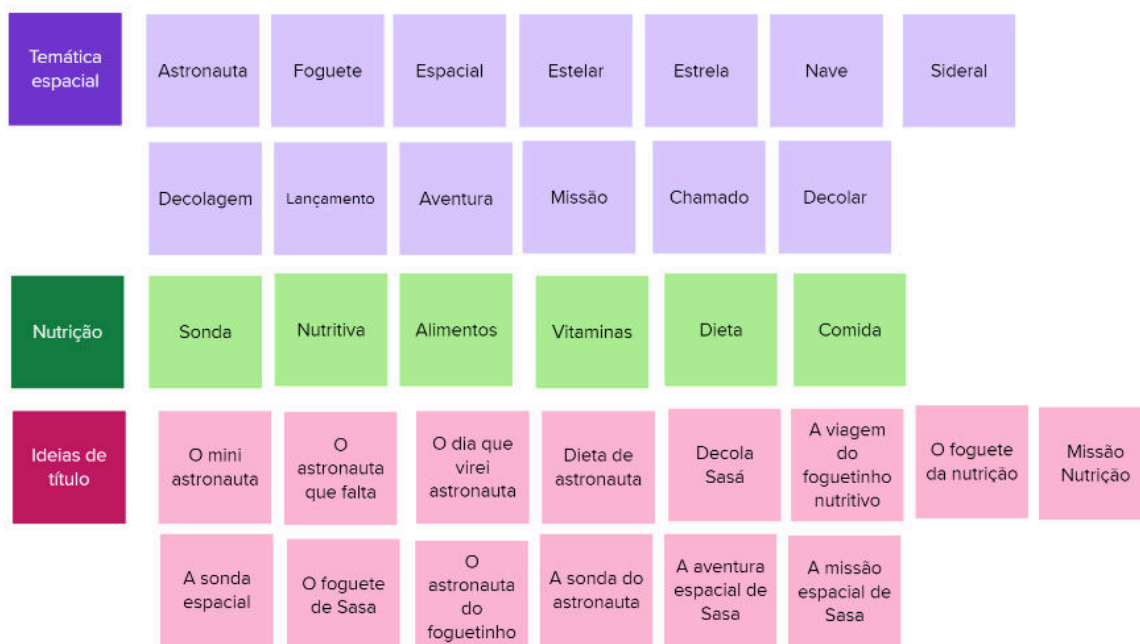 Temática
espacial
Astronauta
Foguete
Espacial
Estelar
Estrela
Nave
Sideral
Decolagem
Lançamento
Aventura
Missão
Chamado
Decolar
Nutrição
Sonda
Nutritiva
Alimentos
Vitaminas
Dieta
Comida
Ideias de
título
O mini
astronauta
O
astronauta
que falta
O dia que
virei
astronauta
Dieta de
astronauta
Decola
Sasá
A
viagem
do
foguetinho
nutritivo
O foguete
da nutrição
Missão
Nutrição
A sonda
espacial
O foguete
de Sasa
O
astronauta
do
foguetinho
A sonda do
astronauta
A aventura
espacial de
Sasa
A missão
espacial de
Sasa